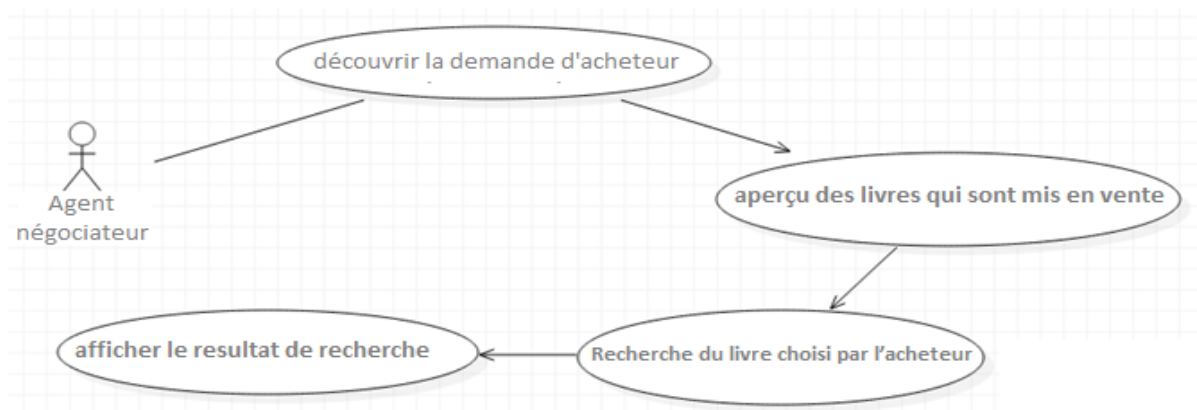 découvrir la demande d'acheteur
Agent
négociateur
aperçu des livres qui sont mis en vente
afficher le resultat de recherche
Recherche du livre choisi par l’acheteur